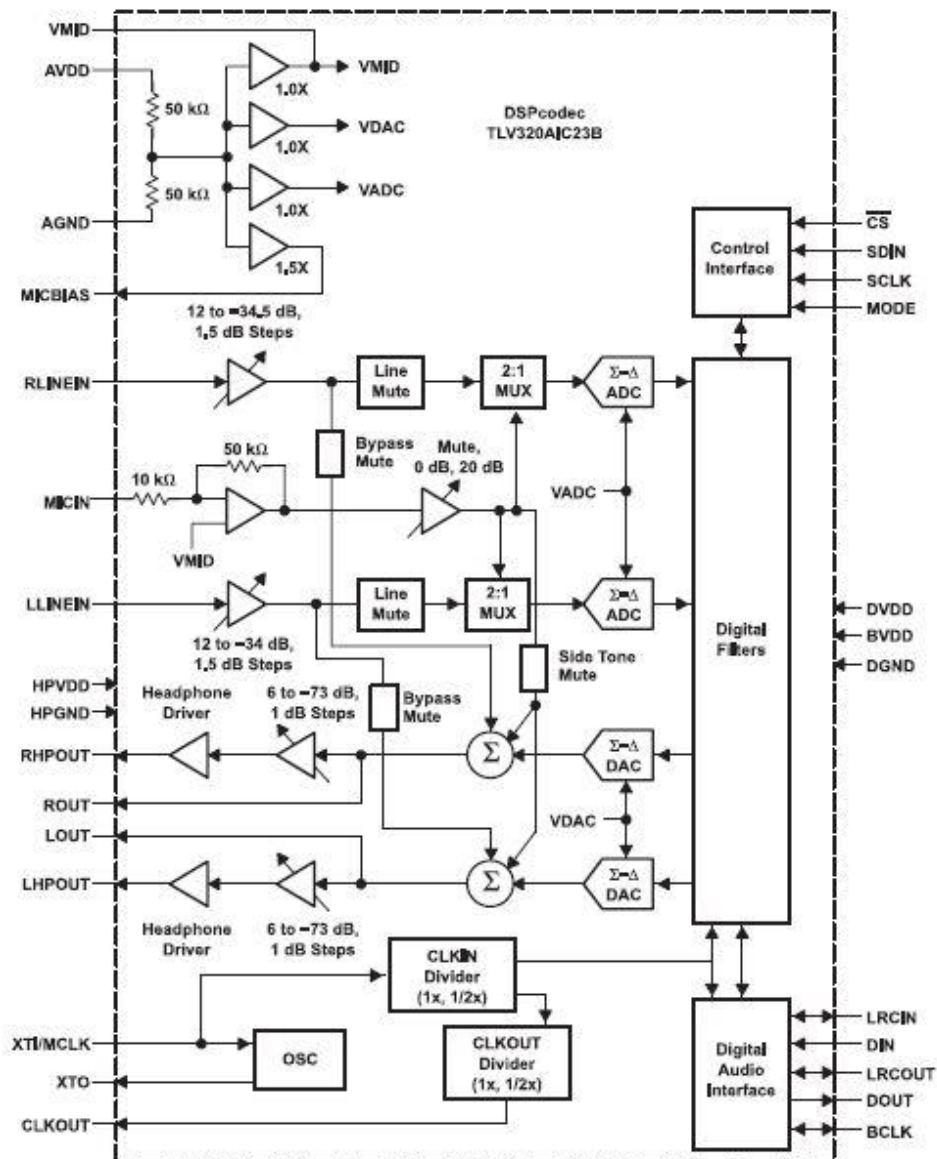 VMID
AVDD
50 kΩ
50 kΩ
AGND
MICBIAS
1.0X
VMID
1.0X
VDAC
1.0X
VADC
1.5X
DSPcodec
TLV320AIC23B
Control
Interface
CS
SDIN
SCLK
MODE
12 to –34.5 dB,
1.5 dB Steps
RLINEIN
Line
Mute
2:1
MUX
Σ–Δ
ADC
Bypass
Mute
50 kΩ
10 kΩ
MICIN
VMID
Mute,
0 dB, 20 dB
VADC
LLINEIN
Line
Mute
2:1
MUX
Σ–Δ
ADC
12 to –34 dB,
1.5 dB Steps
Digital
Filters
DVDD
BVDD
DGND
Side Tone
Mute
HPVDD
HPGND
Headphone
Driver
6 to –73 dB,
1 dB Steps
Bypass
Mute
RHPOUT
Σ
Σ–Δ
DAC
ROUT
LOUT
VDAC
LHPOUT
Σ
Σ–Δ
DAC
Headphone
Driver
6 to –73 dB,
1 dB Steps
CLKIN
Divider
(1x, 1/2x)
XTI/MCLK
OSC
XTO
CLKOUT
Divider
(1x, 1/2x)
CLKOUT
Digital
Audio
Interface
LRCIN
DIN
LRCOUT
DOUT
BCLK